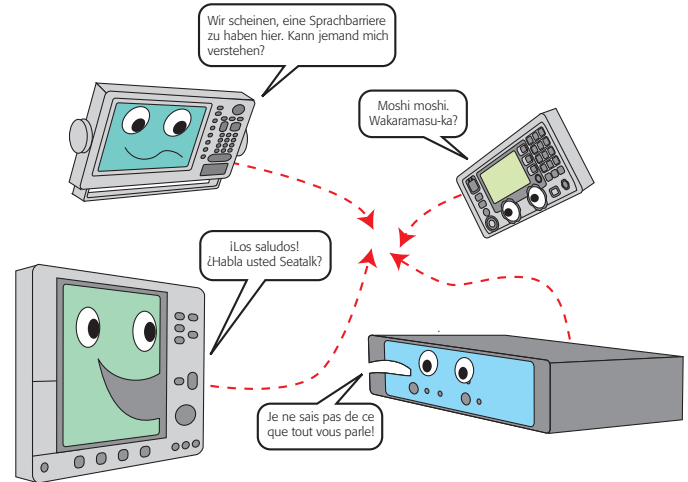 Wir scheinen, eine Sprachbarriere
zu haben hier. Kann jemand mich
verstehen?
Moshi moshi.
Wakaramasu-ka?
¡Los saludos!
¿Habla usted Seatalk?
Je ne sais pas de ce
que tout vous parle!